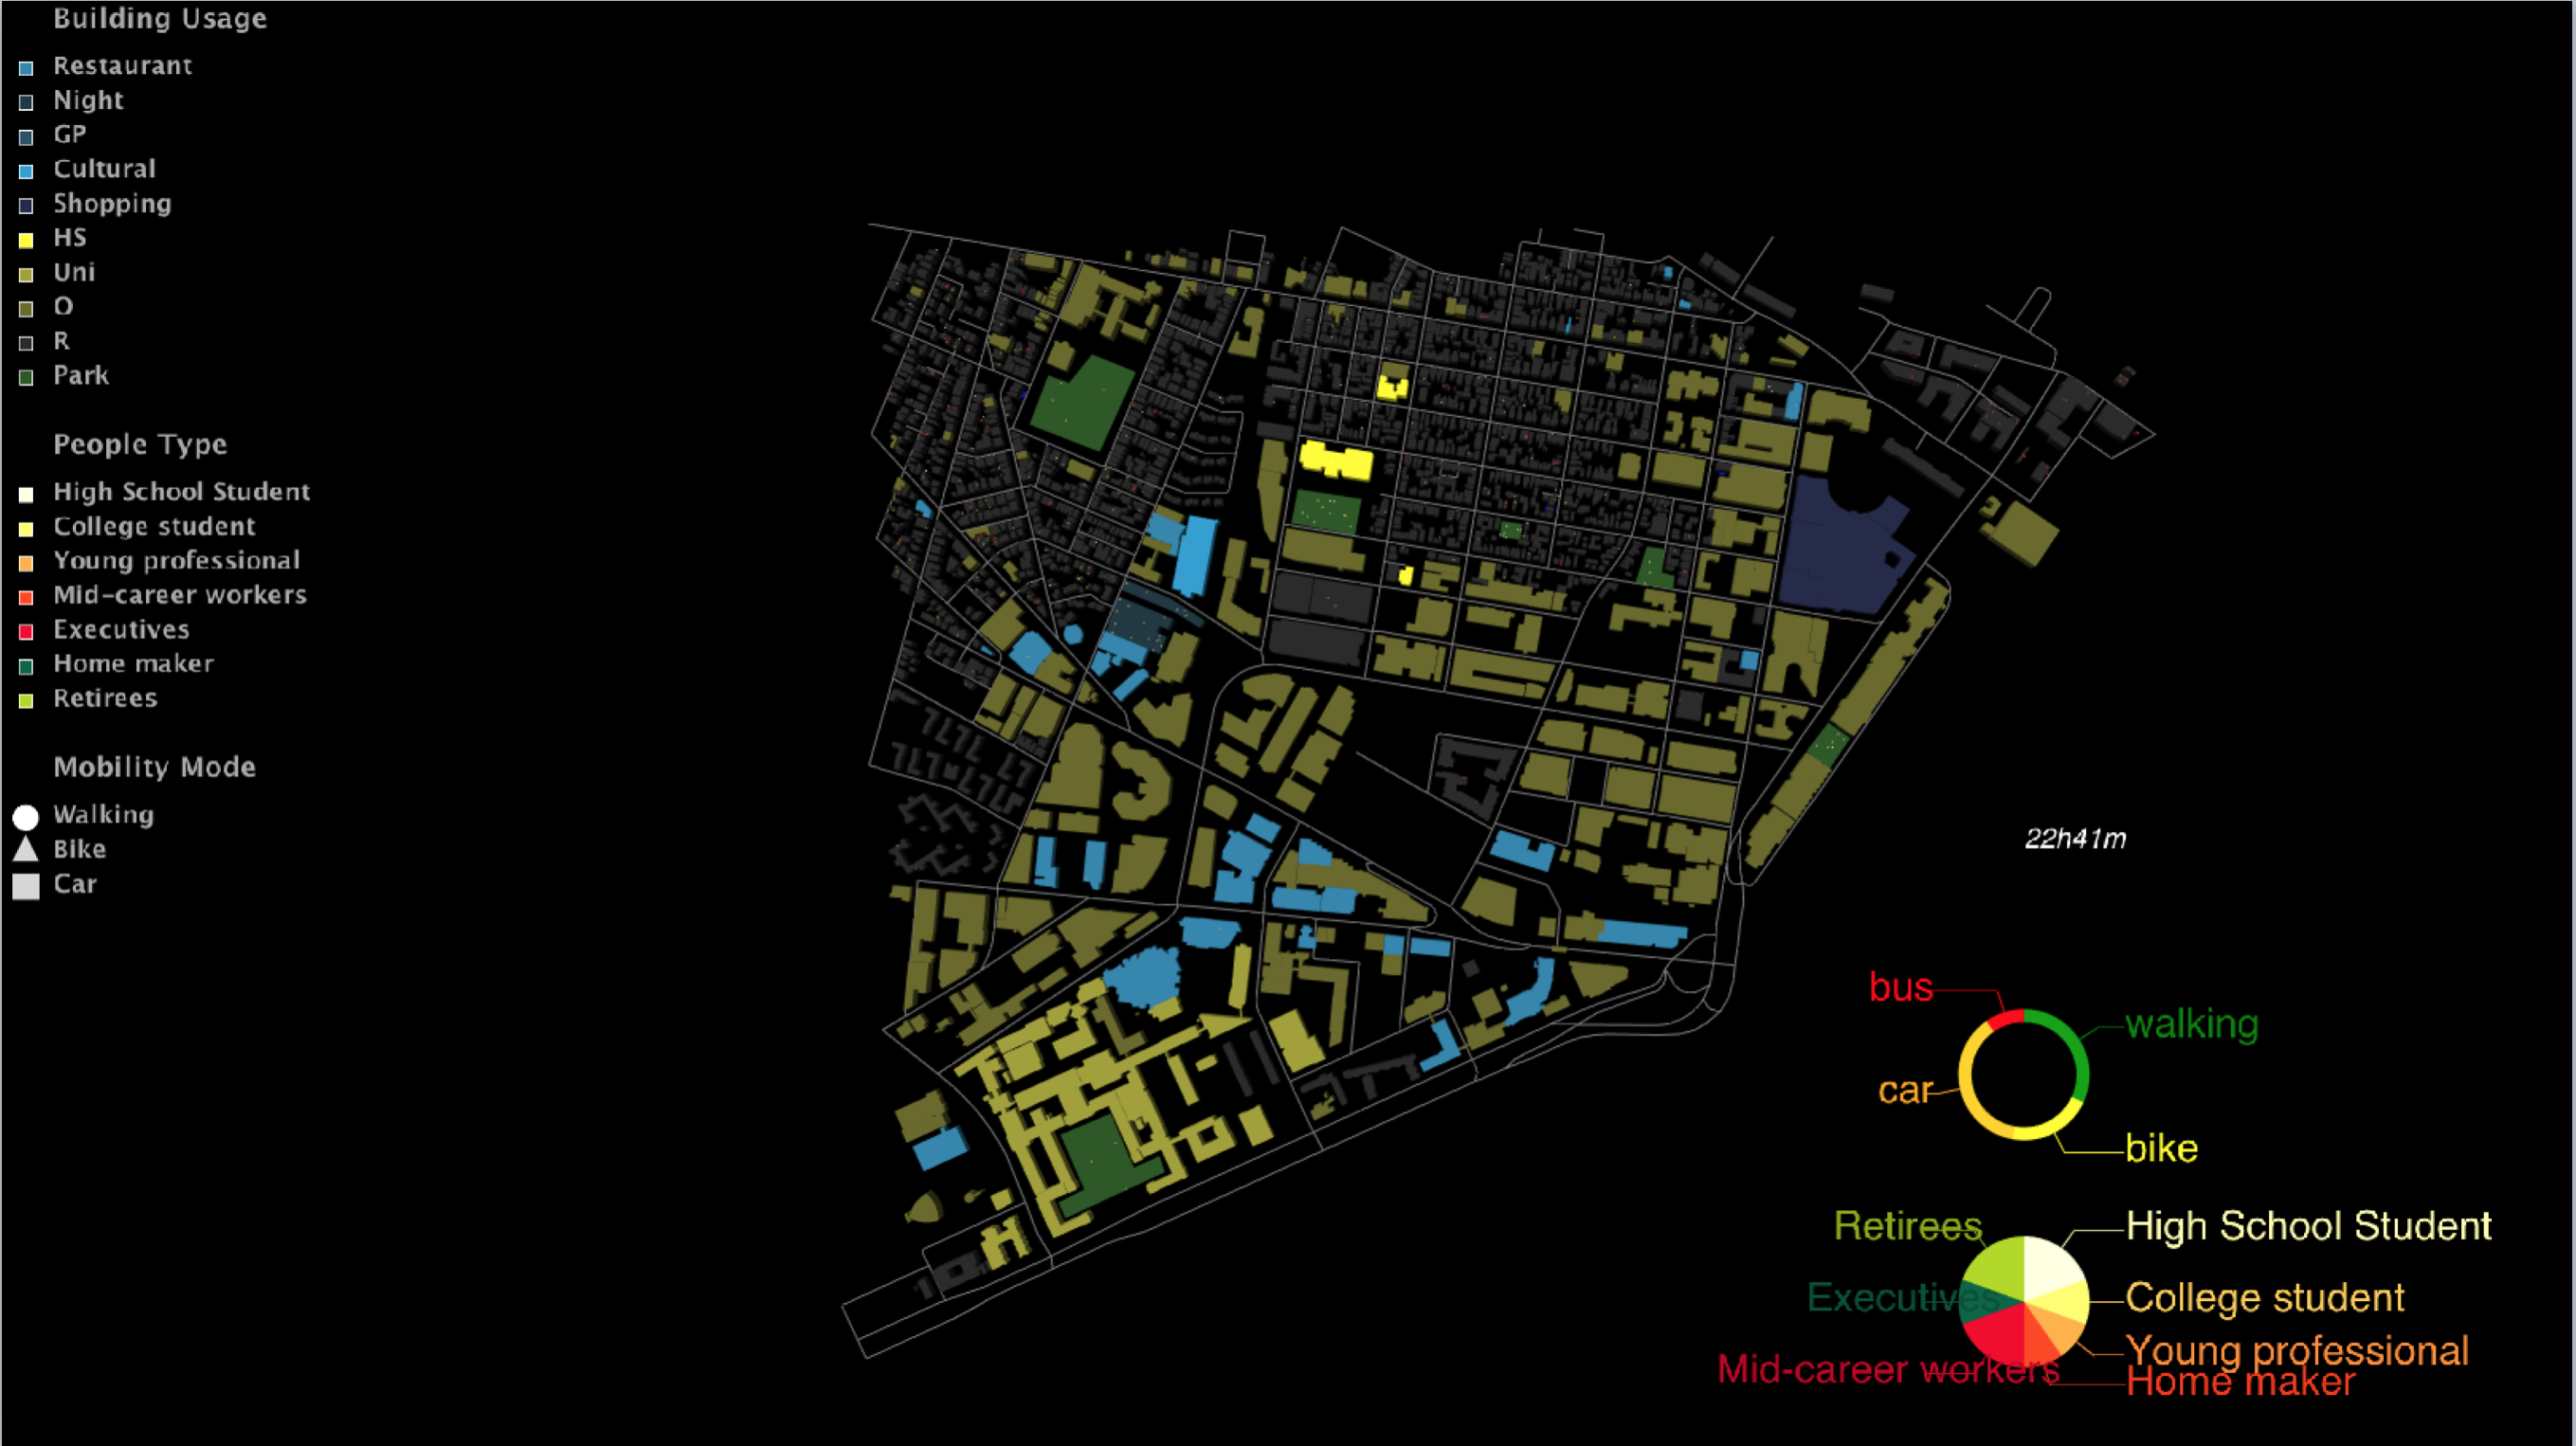 Building Usage
Restaurant
Night
GP
Cultural
Shopping
HS
Uni
O
R
Park
People Type
High School Student
College student
Young professional
Mid-career workers
Executives
Home maker
Retirees
Mobility Mode
Walking
Bike
Car
22h41m
bus
walking
car
bike
Retirees
High School Student
Executives
College student
Young professional
Mid-career workers
Home maker